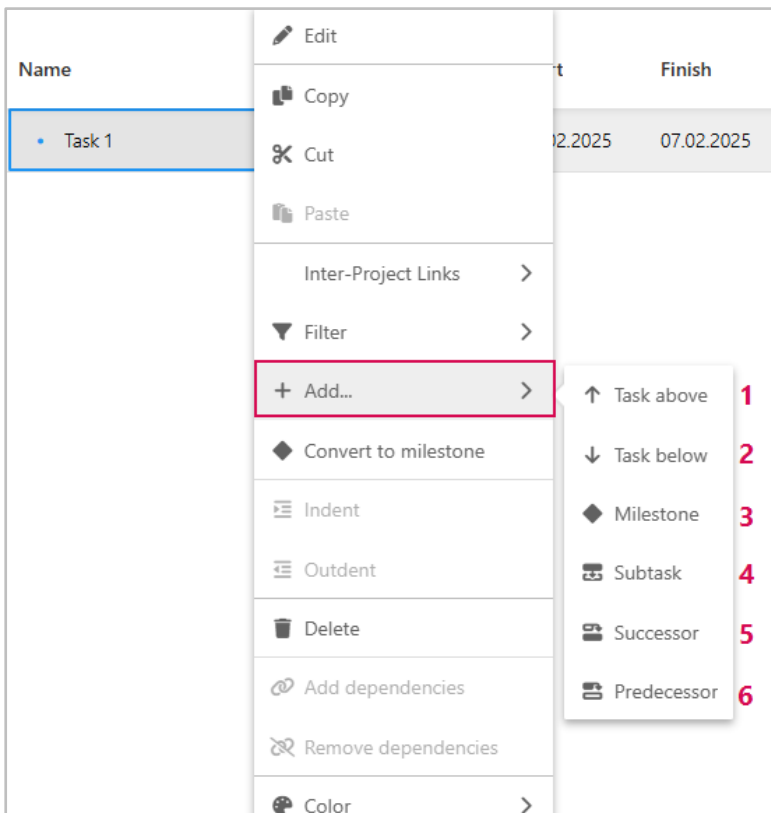 Edit
Name
t
Finish
Copy
Task 1
02.2025
07.02.2025
Cut
Paste
Inter-Project Links
Filter
Add...
Task above 1
Convert to milestone
Task below 2
Indent
Milestone 3
Outdent
Subtask 4
Delete
Successor 5
Add dependencies
Predecessor 6
Remove dependencies
Color